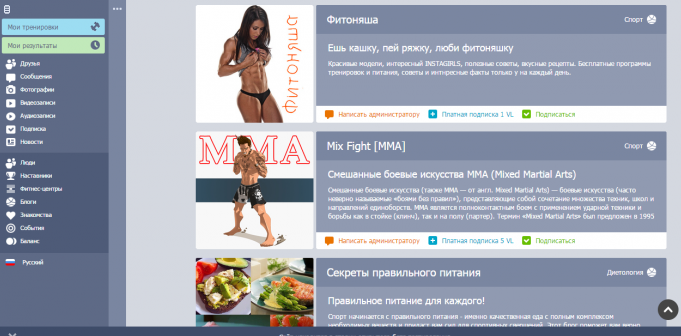 Мои тренировки
Мои результаты
Друзья
Сообщения
Фотографии
Видеозаписи
Аудиозаписи
Подписка
Новости
Люди
Наставники
Фитнес-центры
Блоги
Знакомства
События
Баланс
Русский
фитоняша
Фитоняша
Спорт
Ешь кашку, пей ряжку, люби фитоняшку
Красивые модели, интересный INSTAGIRLS, полезные советы, вкусные рецепты. Бесплатные программы
тренировок и питания, советы и интересные факты только у на каждый день.
Написать администратору
Платная подписка 1 VL
Подписаться
MMA
Mix Fight [MMA]
Спорт
Смешанные боевые искусства MMA (Mixed Martial Arts)
Смешанные боевые искусства (также MMA — от англ. Mixed Martial Arts) — боевые искусства (часто
неверно называемые «боями без правил»), представляющие собой сочетание множества техник, школ и
направлений единоборств. MMA является полноконтактным боем с применением ударной техники и
борьбы как в стойке (клинч), так и на полу (партер). Термин «Mixed Martial Arts» был предложен в 1995
Написать администратору
Платная подписка 5 VL
Подписаться
Секреты правильного питания
Диетология
Правильное питание для каждого!
Спорт начинается с правильного питания - именно качественная еда с полным комплексом